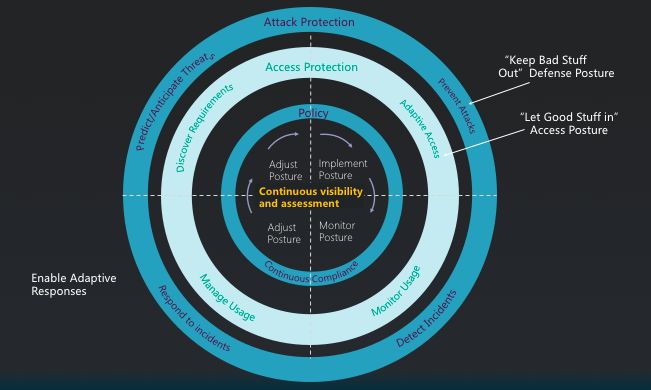 Attack Protection
"Keep Bad Stuff
Out" Defense Posture
Predict/Anticipate Threats
Access Protection
Prevent Attacks
Discover Requirements
Adaptive Access
"Let Good Stuff in"
Access Posture
Policy
Adjust
Posture
Implement
Posture
Continuous visibility
and assessment
Adjust
Posture
Monitor
Posture
Continuous Compliance
Enable Adaptive
Responses
Manage Usage
Monitor Usage
Respond to incidents
Detect Incidents